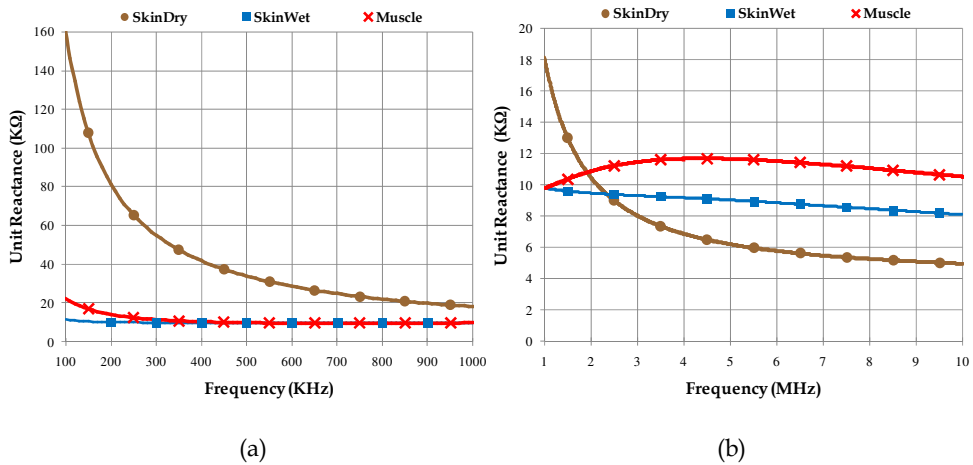 SkinDry SkinWet Muscle
Unit Reactance (KΩ)
160
140
120
100
80
60
40
20
0
100 200 300 400 500 600 700 800 900 1000
Frequency (KHz)
(a)
SkinDry SkinWet Muscle
Unit Reactance (KΩ)
20
18
16
14
12
10
8
6
4
2
0
1 2 3 4 5 6 7 8 9 10
Frequency (MHz)
(b)